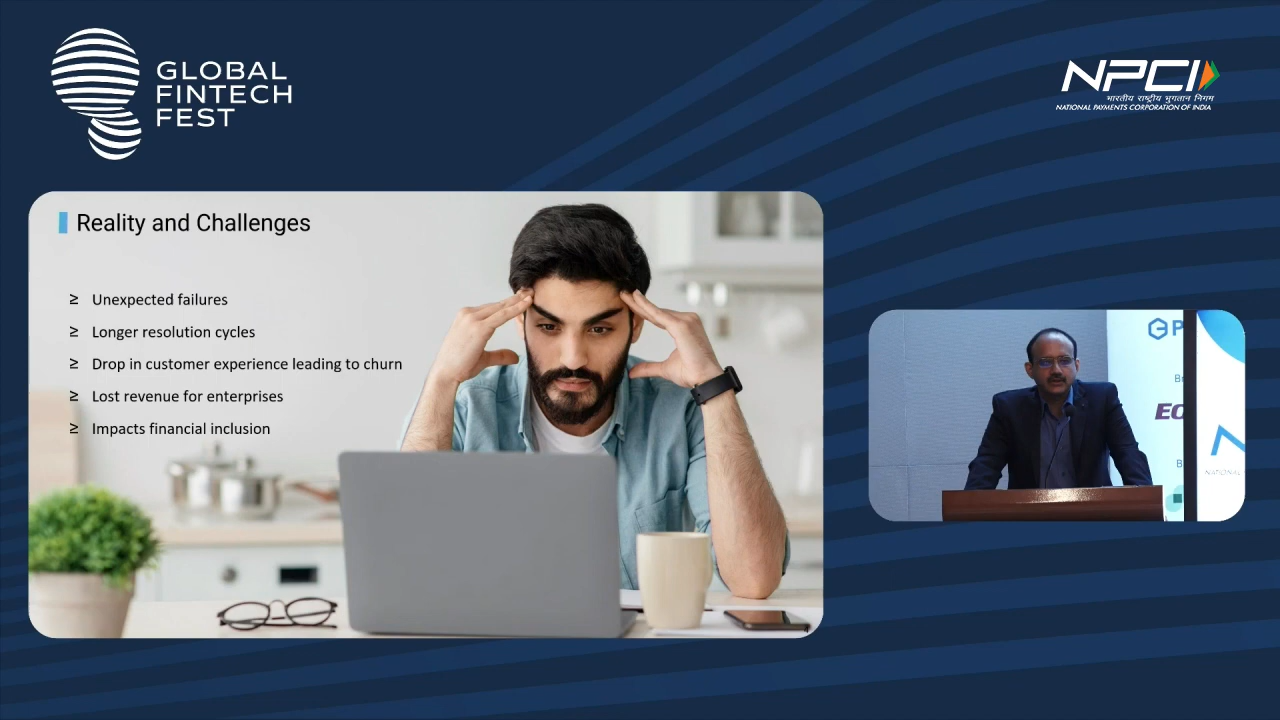 GLOBAL
FINTECH
FEST
NPCI
भारतीय राष्ट्रीय भुगतान निगम
NATIONAL PAYMENTS CORPORATION OF INDIA
Reality and Challenges
≥ Unexpected failures
≥ Longer resolution cycles
≥ Drop in customer experience leading to churn
≥ Lost revenue for enterprises
≥ Impacts financial inclusion
NATIONAL